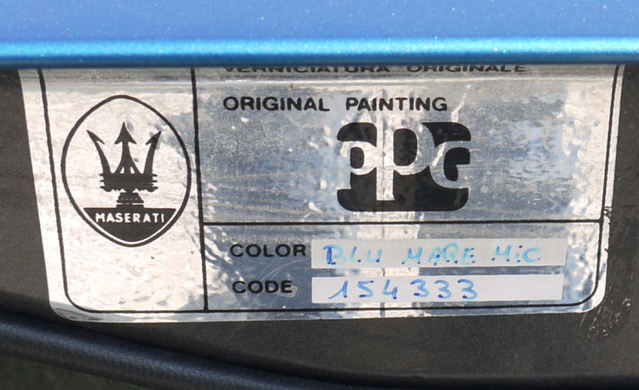 VERNICIATURA ORIGINALE
ORIGINAL PAINTING
PPG
MASERATI
COLOR BLU MARE MIC
CODE 154333